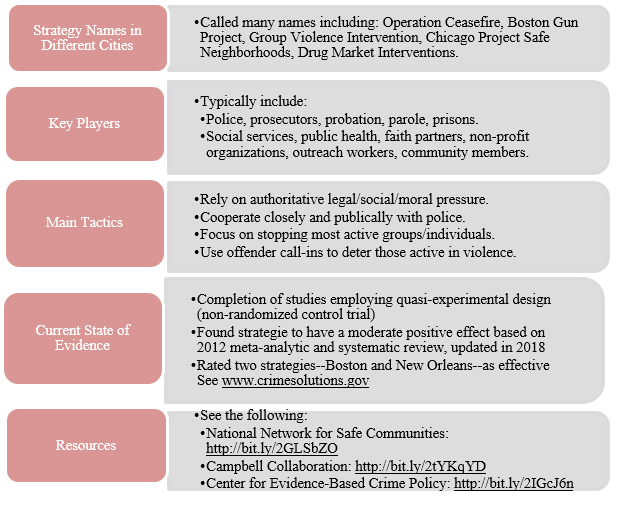 Strategy Names in
Different Cities
•Called many names including: Operation Ceasefire, Boston Gun
Project, Group Violence Intervention, Chicago Project Safe
Neighborhoods, Drug Market Interventions.
Key Players
•Typically include:
•Police, prosecutors, probation, parole, prisons.
•Social services, public health, faith partners, non-profit
organizations, outreach workers, community members.
Main Tactics
•Rely on authoritative legal/social/moral pressure.
•Cooperate closely and publically with police.
•Focus on stopping most active groups/individuals.
•Use offender call-ins to deter those active in violence.
Current State of
Evidence
•Completion of studies employing quasi-experimental design
(non-randomized control trial)
•Found strategie to have a moderate positive effect based on
2012 meta-analytic and systematic review, updated in 2018
•Rated two strategies--Boston and New Orleans--as effective
See www.crimesolutions.gov
Resources
•See the following:
•National Network for Safe Communities:
http://bit.ly/2GLSbZO
•Campbell Collaboration: http://bit.ly/2tYKqYD
•Center for Evidence-Based Crime Policy: http://bit.ly/2IGcJ6n